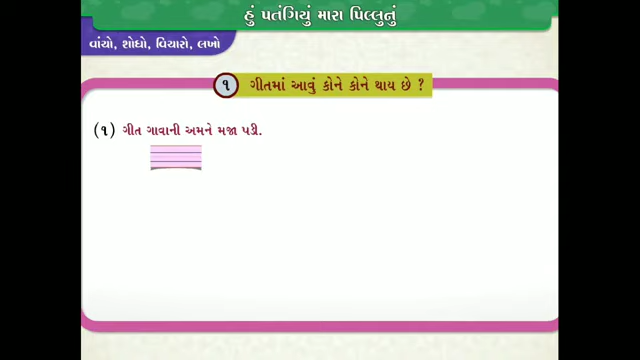 હું પતંગિયું મારા પિલ્લુનું
વાંચો, શોધો, વિચારો, લખો
૧ ગીતમાં આવું કોને કોને થાય છે ?
(૧) ગીત ગાવાની અમને મજા પડી.